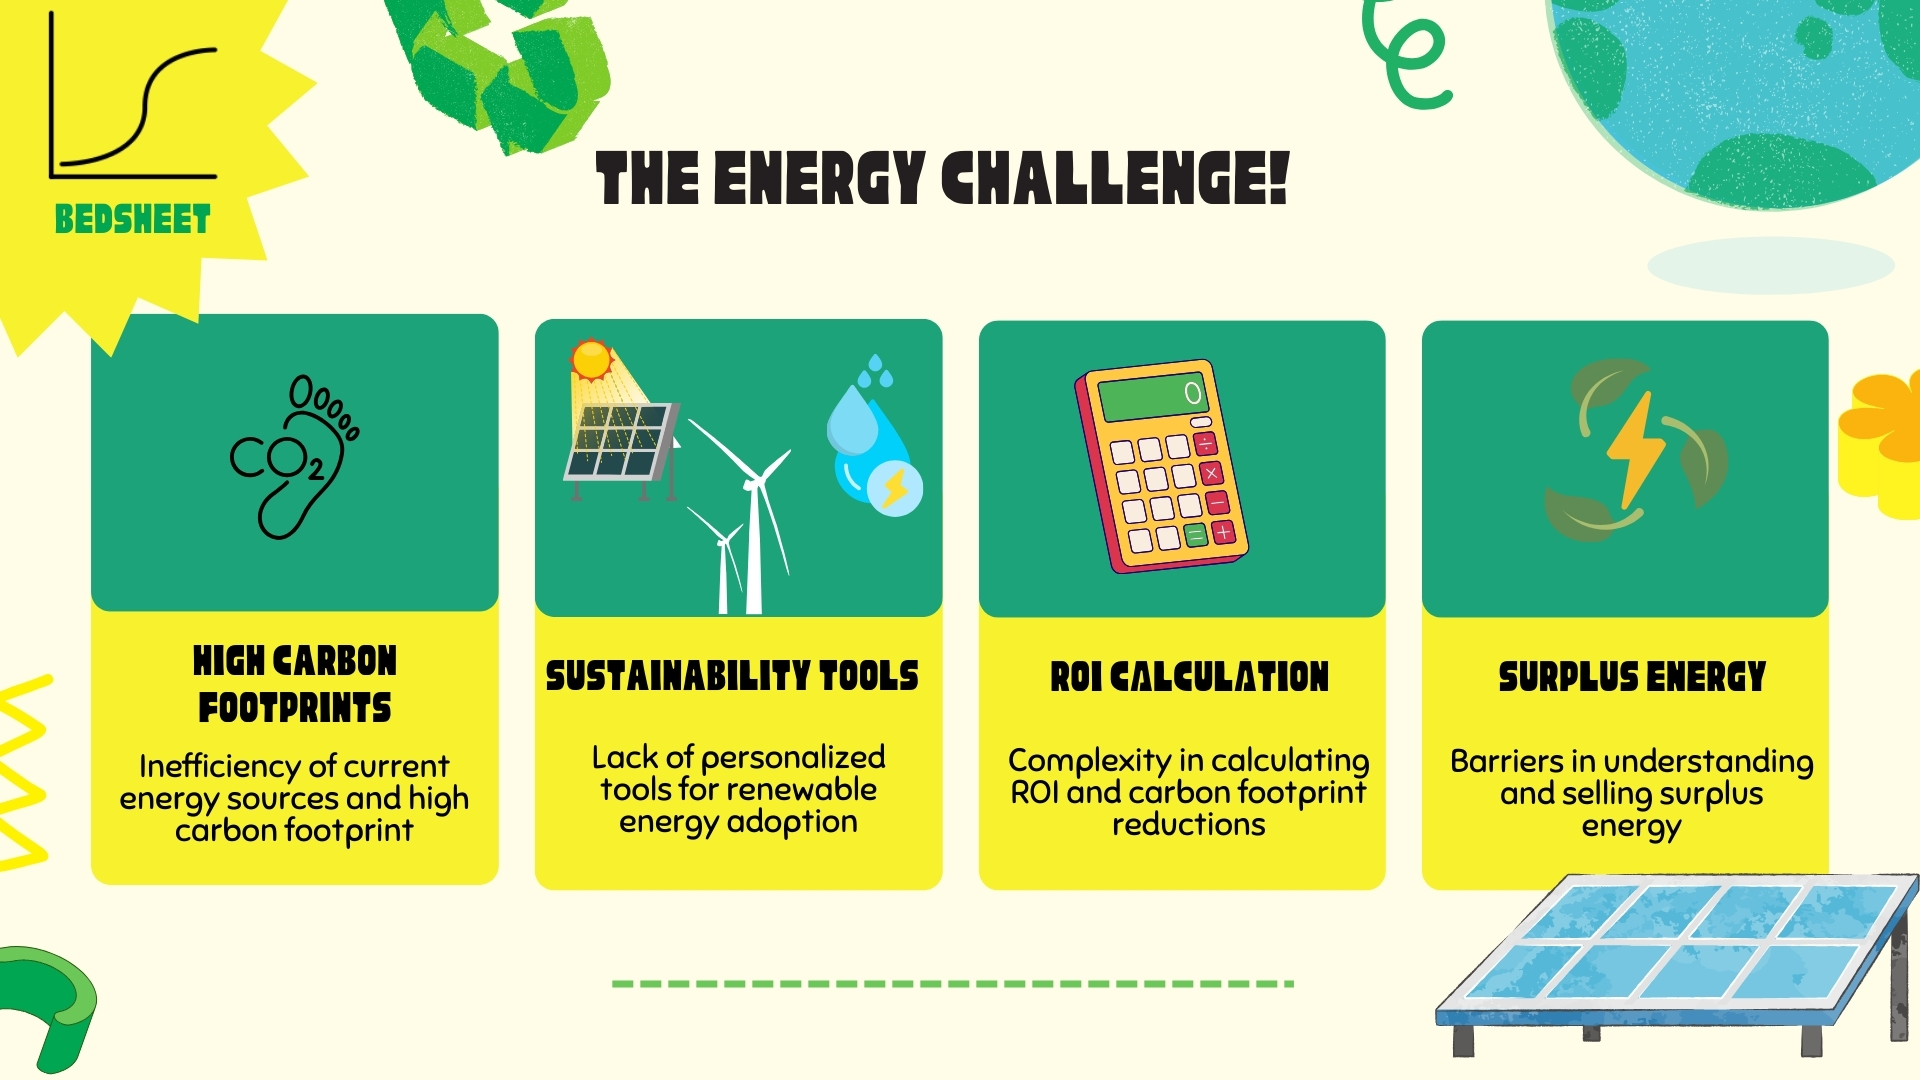 BEDSHEET
THE ENERGY CHALLENGE!
CO2
HIGH CARBON
FOOTPRINTS
Inefficiency of current
energy sources and high
carbon footprint
SUSTAINABILITY TOOLS
Lack of personalized
tools for renewable
energy adoption
0
÷
×
−
=
+
ROI CALCULATION
Complexity in calculating
ROI and carbon footprint
reductions
SURPLUS ENERGY
Barriers in understanding
and selling surplus
energy